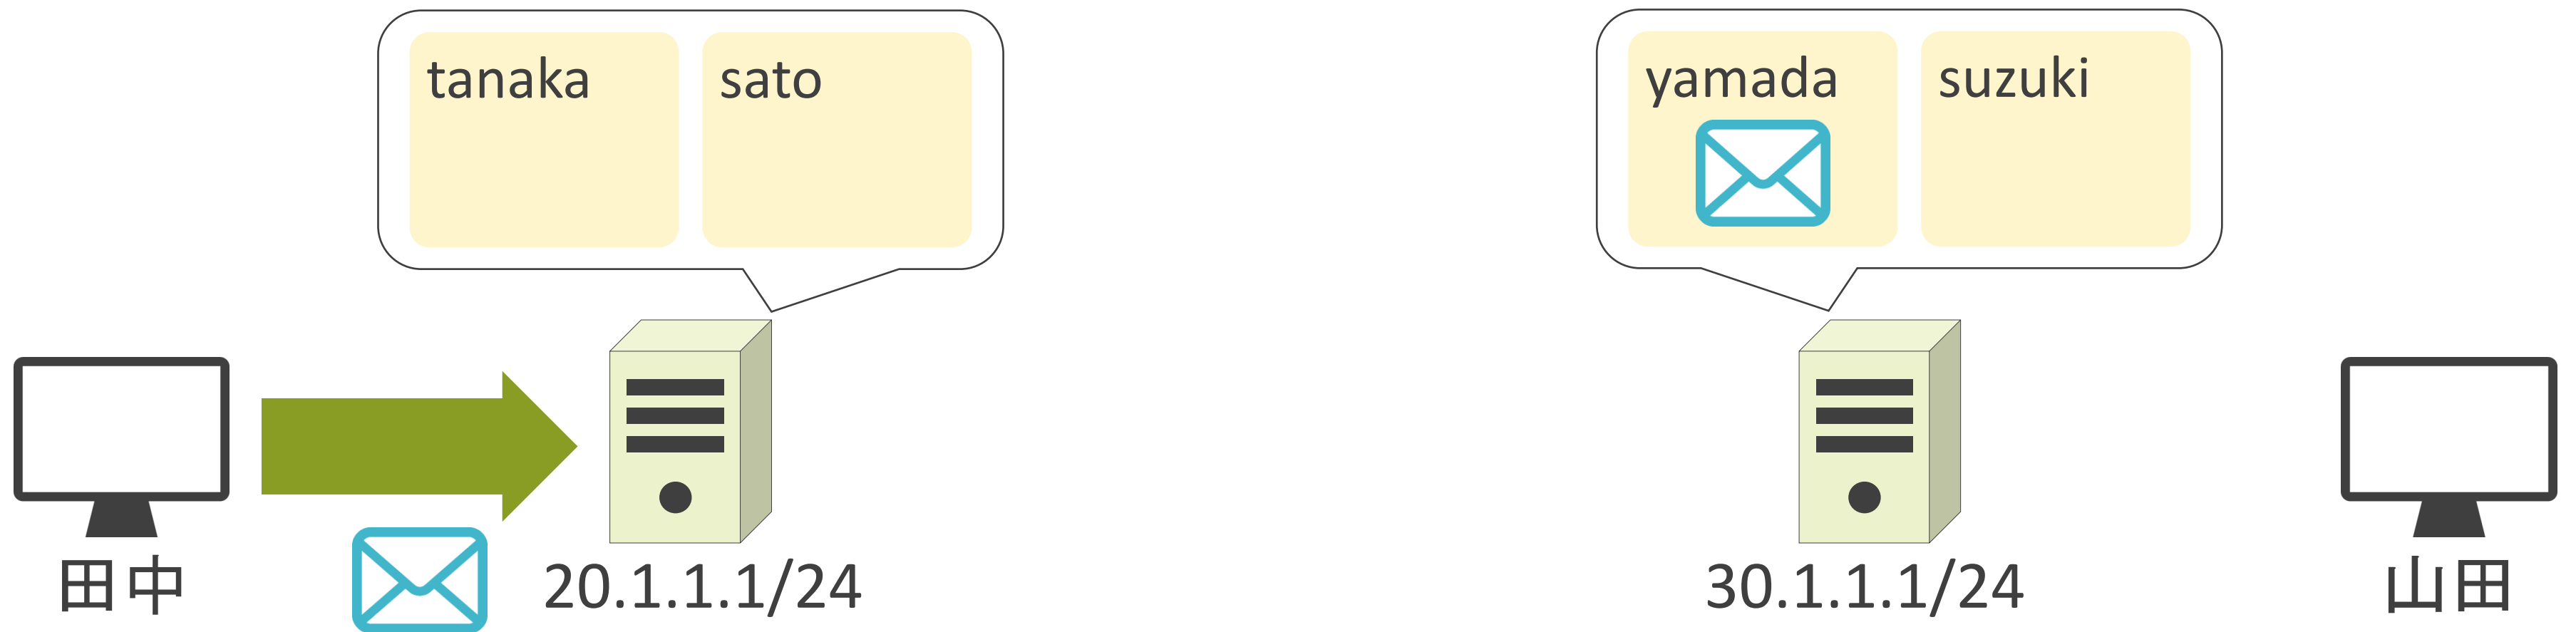 tanaka
sato
yamada
suzuki
田中
20.1.1.1/24
30.1.1.1/24
山田